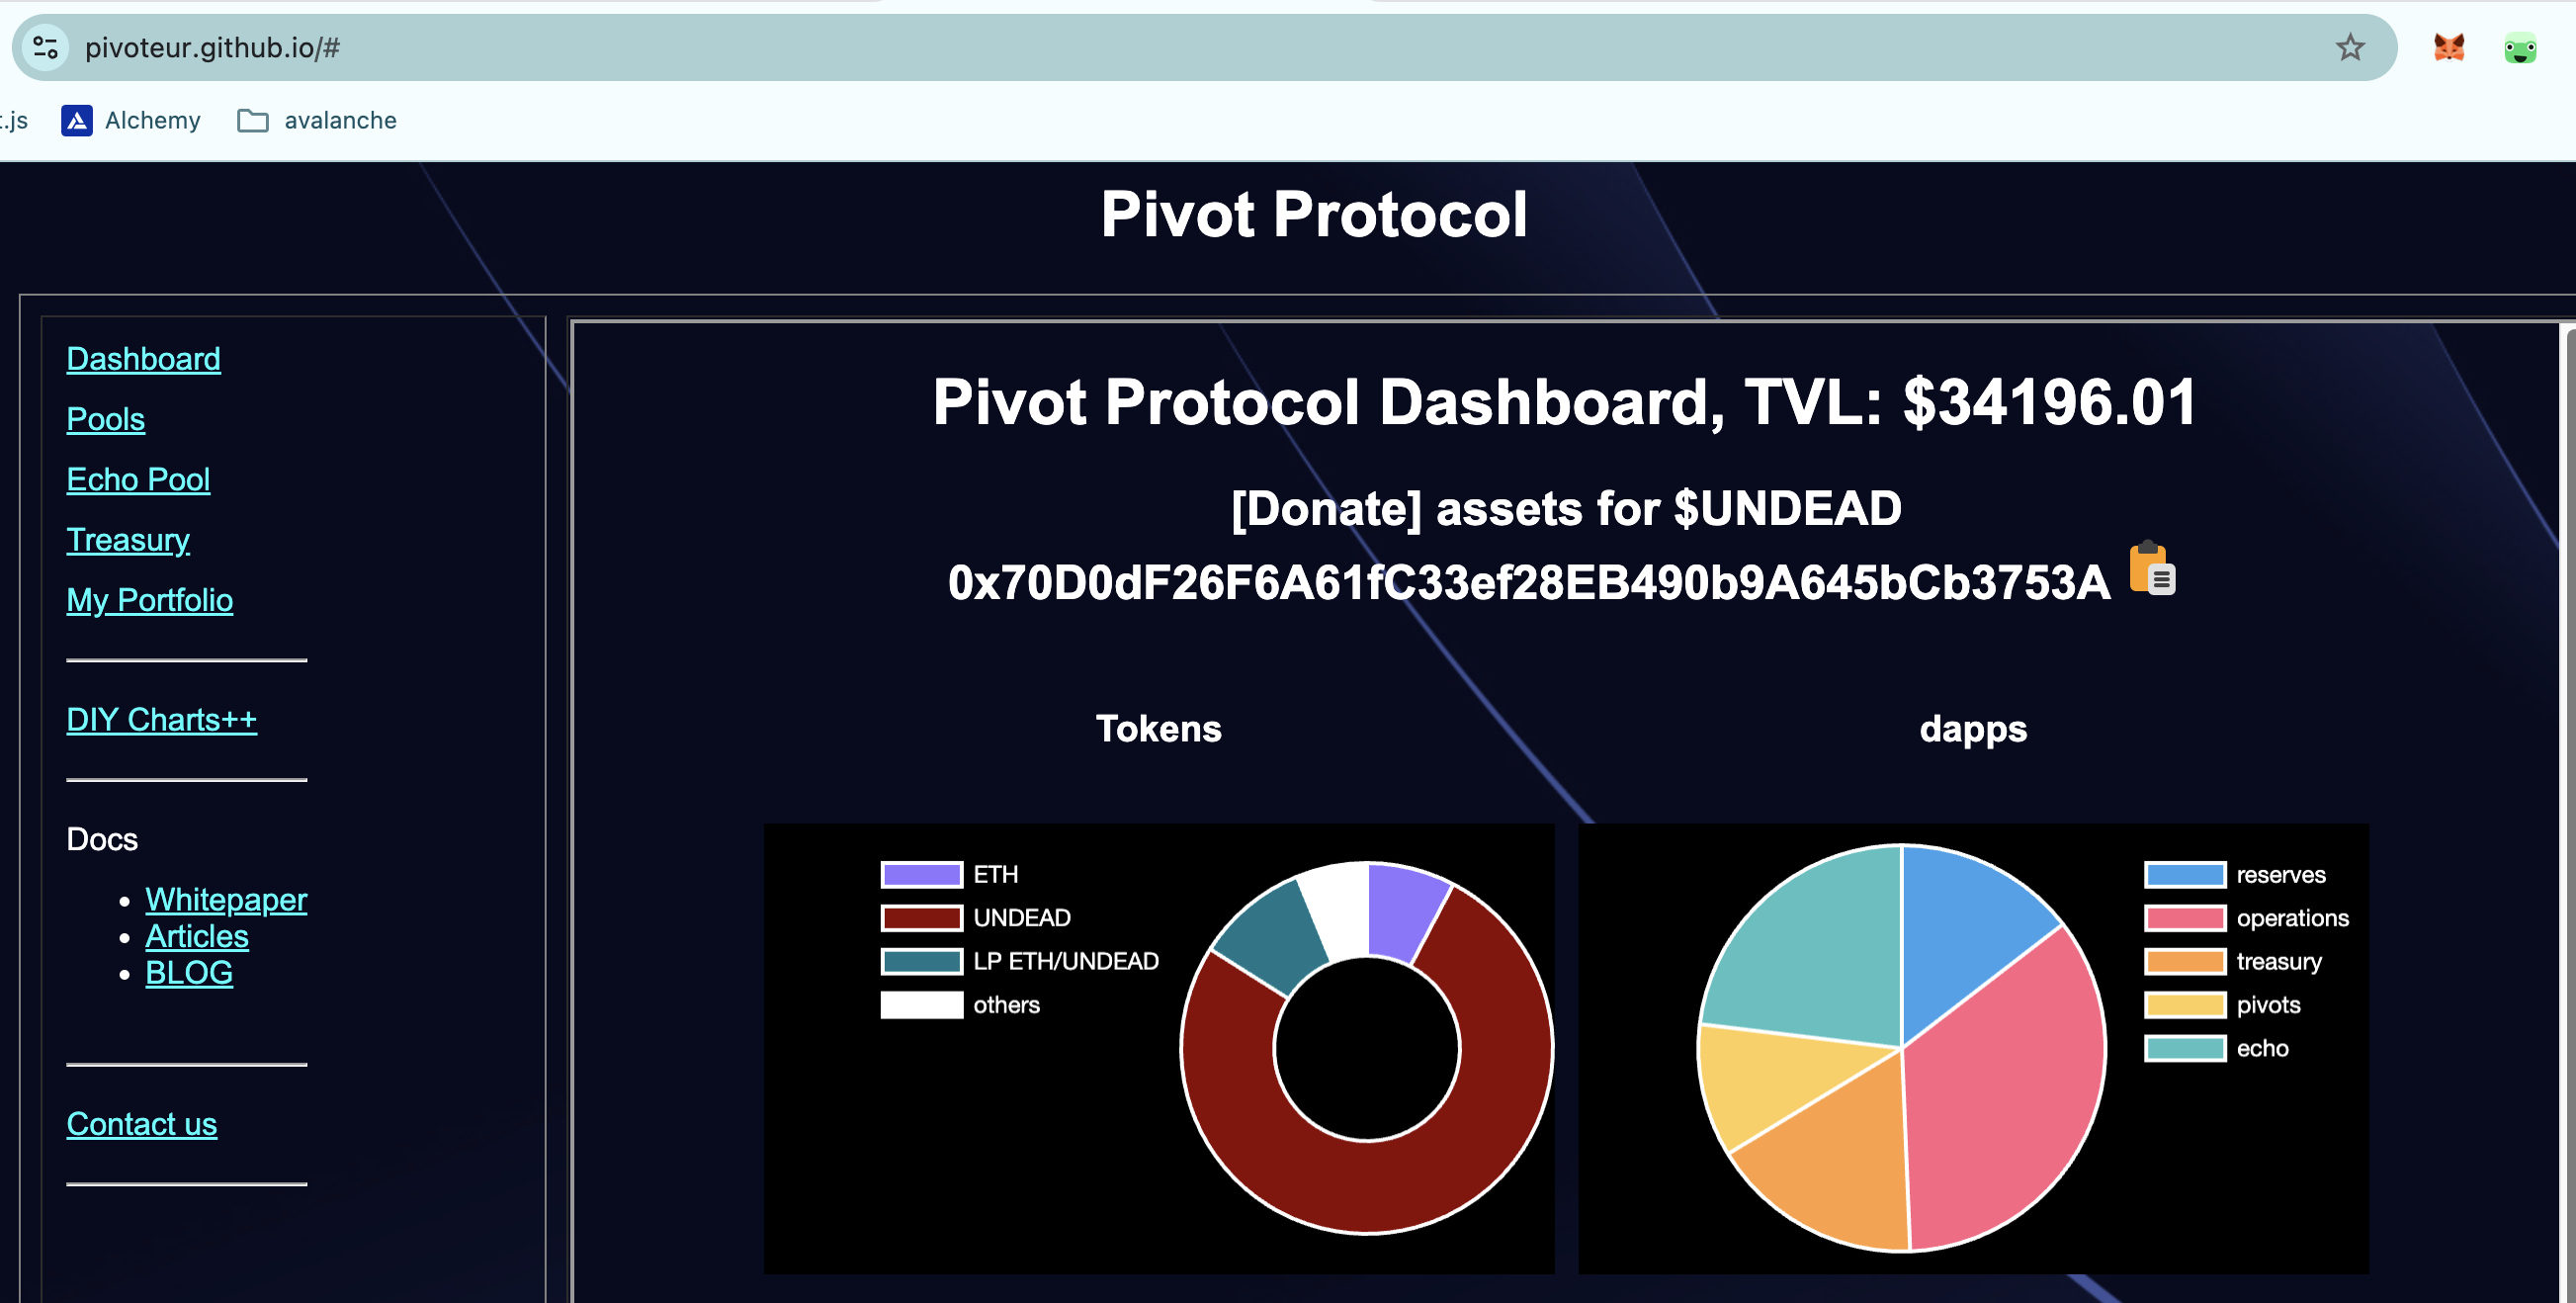 pivoteur.github.io/#
t.js
Alchemy
avalanche
Pivot Protocol
Dashboard
Pools
Echo Pool
Treasury
My Portfolio
DIY Charts++
Docs
Whitepaper
Articles
BLOG
Contact us
Pivot Protocol Dashboard, TVL: $34196.01
[Donate] assets for $UNDEAD
0x70D0dF26F6A61fC33ef28EB490b9A645bCb3753A
Tokens
ETH
UNDEAD
LP ETH/UNDEAD
others
dapps
reserves
operations
treasury
pivots
echo